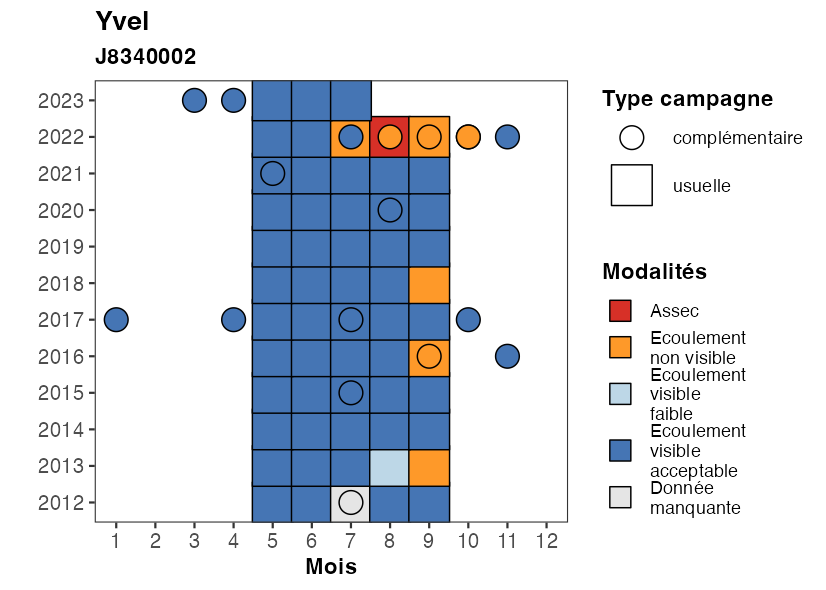 Yvel
J8340002
2023
2022
2021
2020
2019
2018
2017
2016
2015
2014
2013
2012
1 2 3 4 5 6 7 8 9 10 11 12
Mois
Type campagne
complémentaire
usuelle
Modalités
Assec
Ecoulement
non visible
Ecoulement
visible
faible
Ecoulement
visible
acceptable
Donnée
manquante